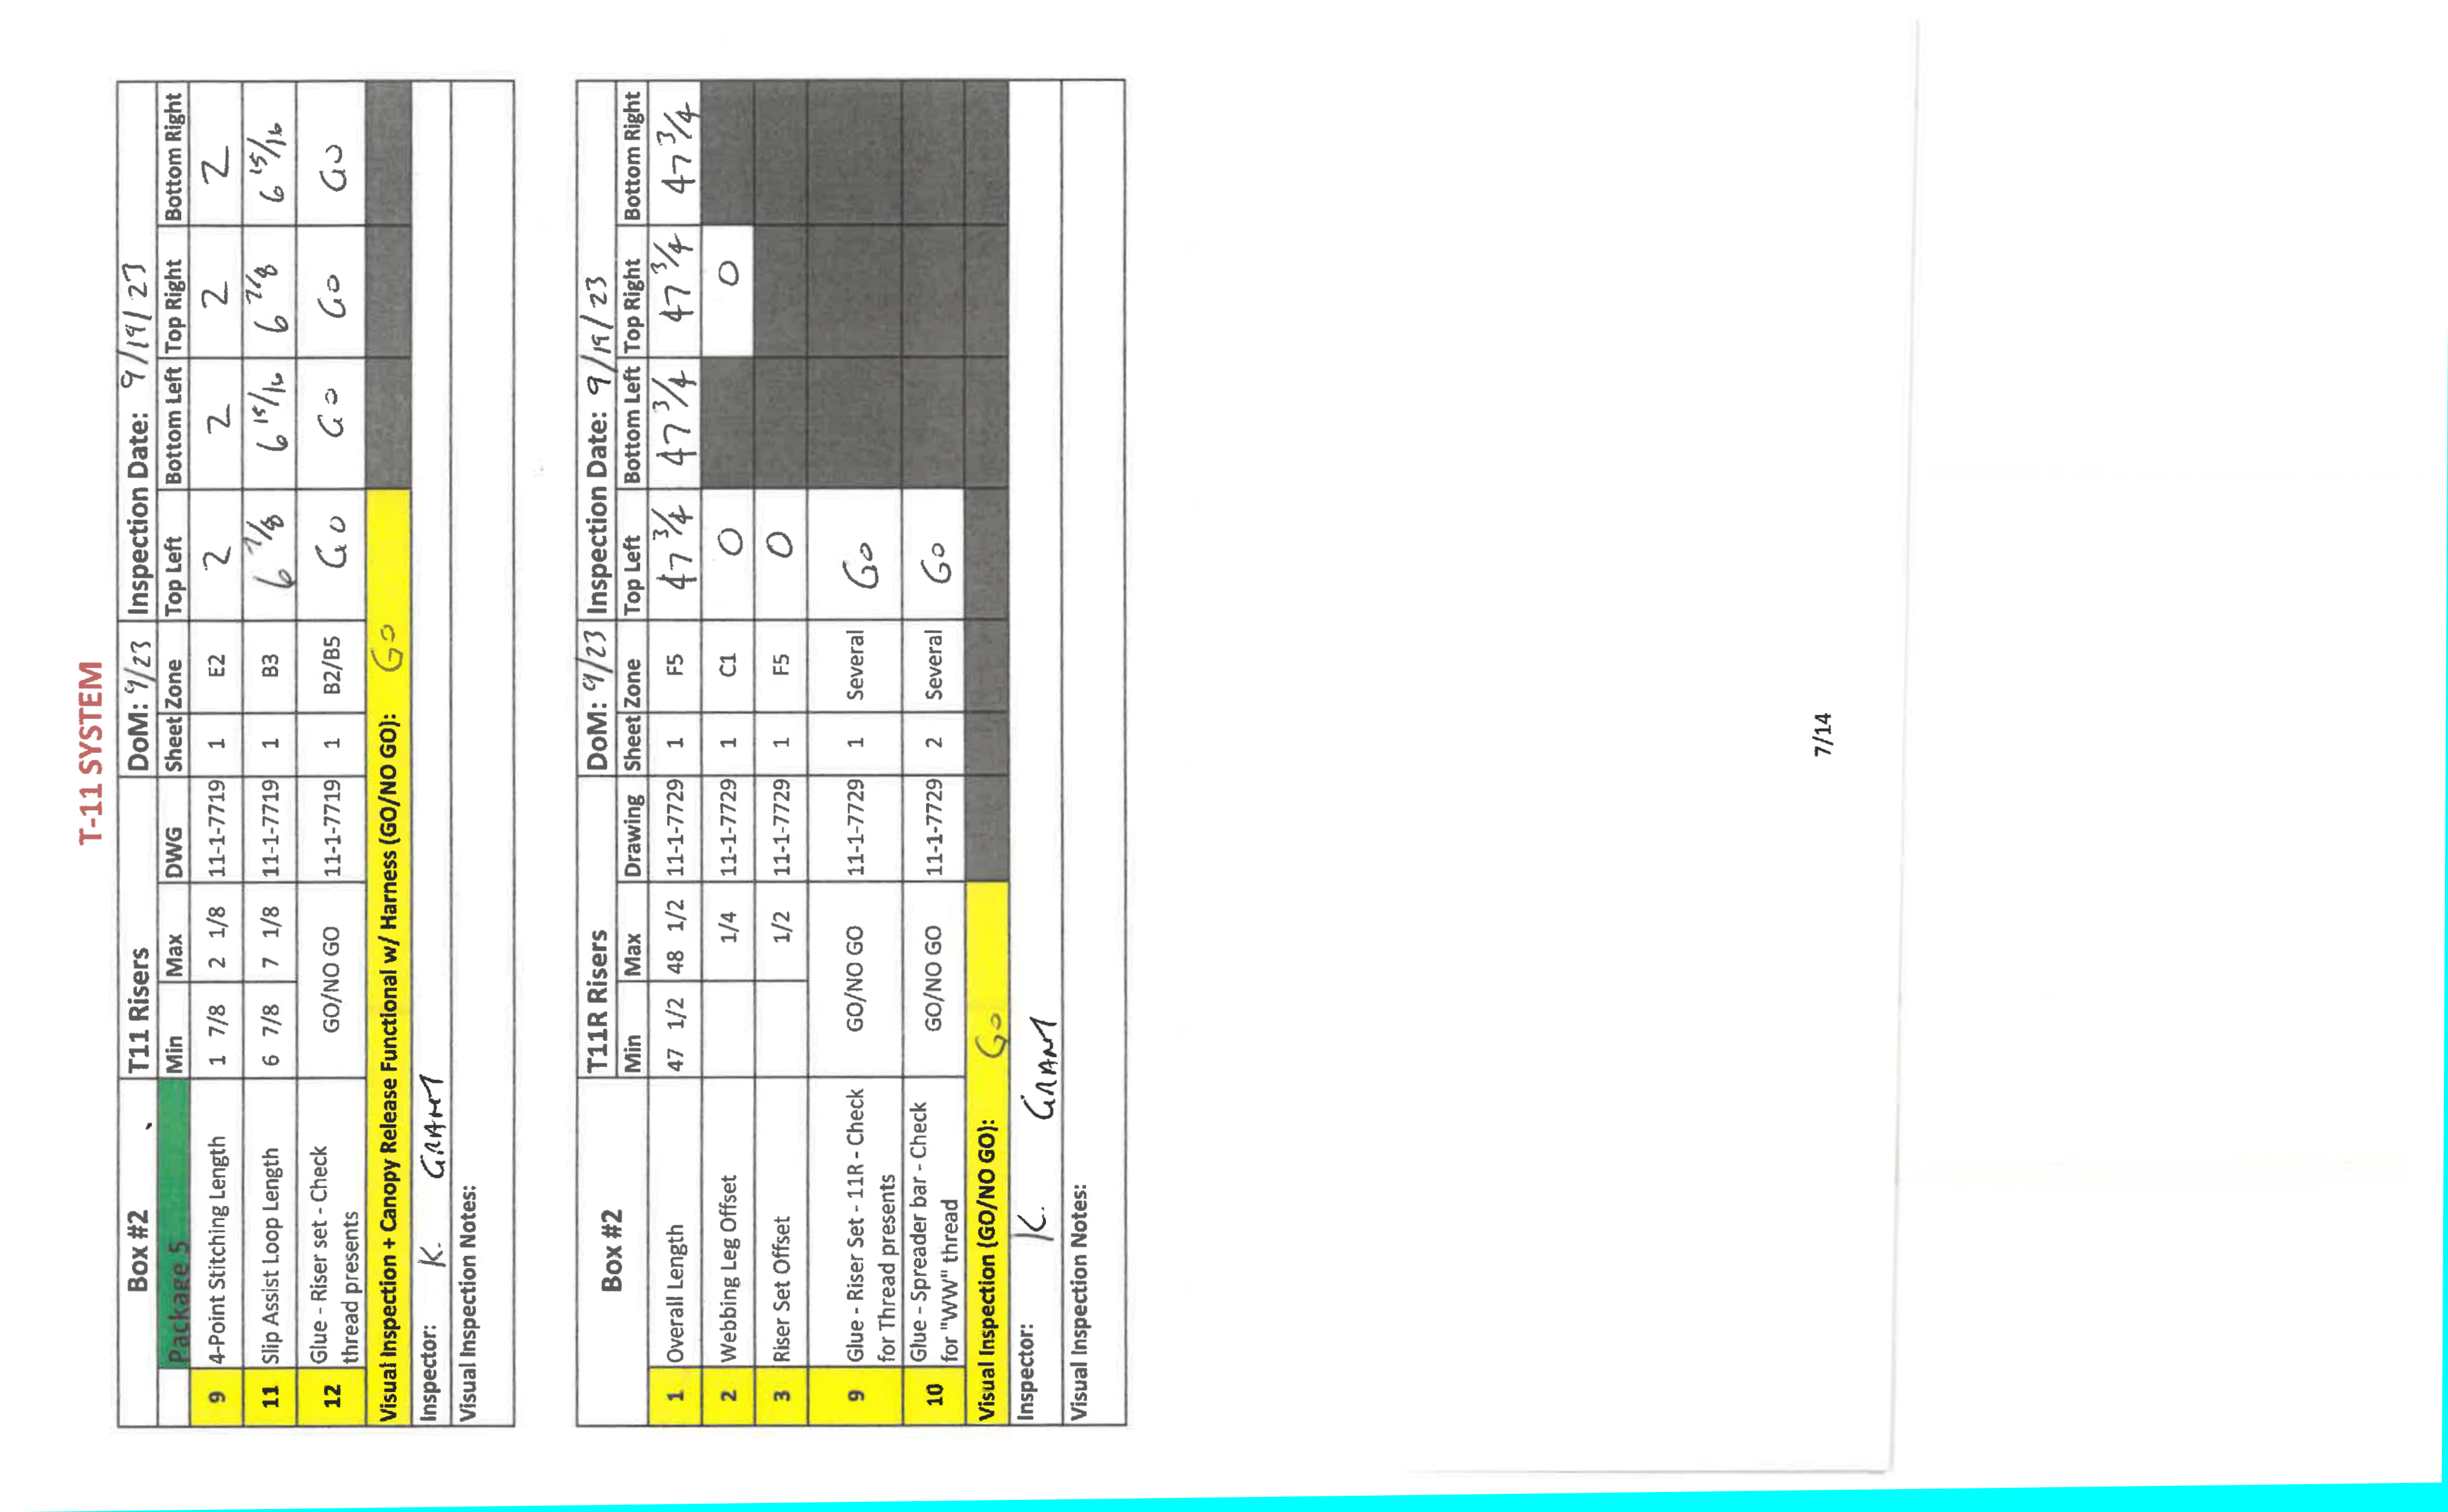 T-11 SYSTEM
Box #2 T11 Risers DoM: 9/23 Inspection Date: 9/19/23
Package 5 Min Max DWG Sheet Zone Top Left Bottom Left Top Right Bottom Right
9 4-Point Stitching Length 1 7/8 2 1/8 11-1-7719 1 E2 2 2 2 2
11 Slip Assist Loop Length 6 7/8 7 1/8 11-1-7719 1 B3 6 7/8 6 15/16 6 7/8 6 15/16
12 Glue - Riser set - Check GO/NO GO 11-1-7719 1 B2/B5 Go Go Go Go
thread presents
Visual Inspection + Canopy Release Functional w/ Harness (GO/NO GO): Go
Inspector: K. GRANT
Visual Inspection Notes:
Box #2 T11R Risers DoM: 9/23 Inspection Date: 9/19/23
Min Max Drawing Sheet Zone Top Left Bottom Left Top Right Bottom Right
1 Overall Length 47 1/2 48 1/2 11-1-7729 1 F5 47 3/4 47 3/4 47 3/4 47 3/4
2 Webbing Leg Offset 1/4 11-1-7729 1 C1 0 0
3 Riser Set Offset 1/2 11-1-7729 1 F5 0
9 Glue - Riser Set - 11R - Check GO/NO GO 11-1-7729 1 Several Go
for Thread presents
10 Glue - Spreader bar - Check GO/NO GO 11-1-7729 2 Several Go
for "WW" thread
Visual Inspection (GO/NO GO): Go
Inspector: K. GRANT
Visual Inspection Notes:
7/14